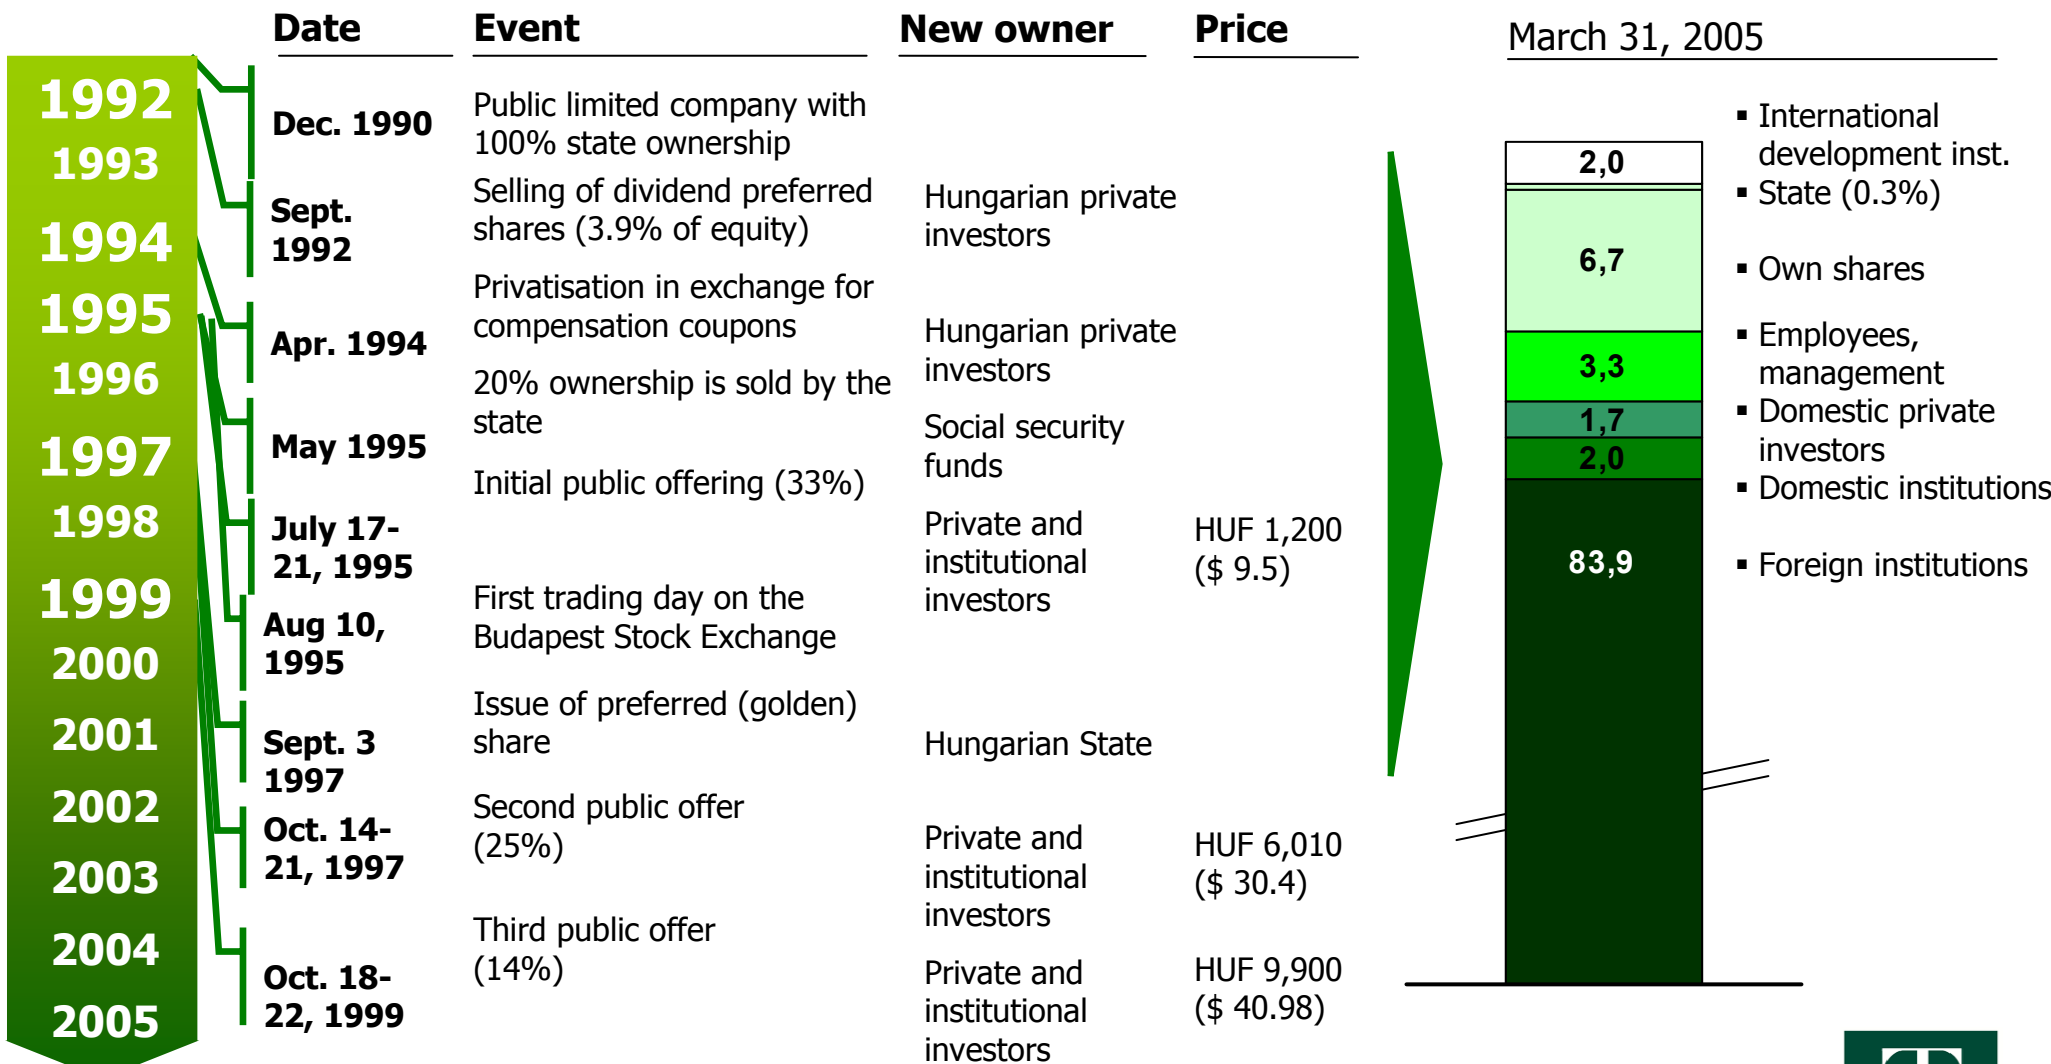 Date
Event
New owner
Price
March 31, 2005
1992
1993
1994
1995
1996
1997
1998
1999
2000
2001
2002
2003
2004
2005
Dec. 1990
Public limited company with
100% state ownership
Sept.
1992
Selling of dividend preferred
shares (3.9% of equity)
Hungarian private
investors
Apr. 1994
Privatisation in exchange for
compensation coupons
Hungarian private
investors
May 1995
20% ownership is sold by the
state
Social security
funds
July 17-
21, 1995
Initial public offering (33%)
Private and
institutional
investors
HUF 1,200
($ 9.5)
Aug 10,
1995
First trading day on the
Budapest Stock Exchange
Sept. 3
1997
Issue of preferred (golden)
share
Hungarian State
Oct. 14-
21, 1997
Second public offer
(25%)
Private and
institutional
investors
HUF 6,010
($ 30.4)
Oct. 18-
22, 1999
Third public offer
(14%)
Private and
institutional
investors
HUF 9,900
($ 40.98)
2,0
6,7
3,3
1,7
2,0
83,9
▪ International
development inst.
▪ State (0.3%)
▪ Own shares
▪ Employees,
management
▪ Domestic private
investors
▪ Domestic institutions
▪ Foreign institutions